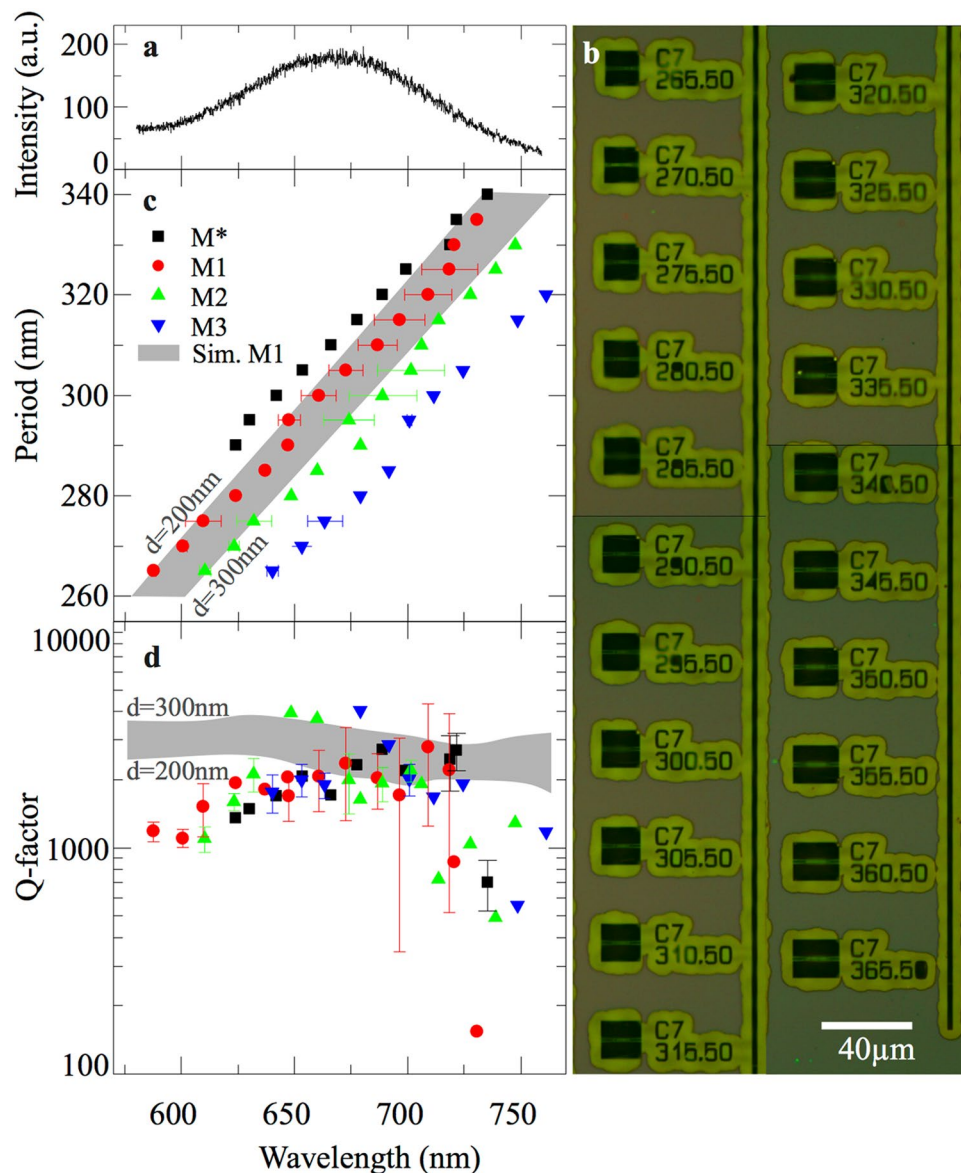 a
Intensity (a.u.)
200
100
0
c
Period (nm)
340
320
300
280
260
M*
M1
M2
M3
Sim. M1
d=200nm
d=300nm
d
Q-factor
10000
1000
100
d=300nm
d=200nm
600
650
700
750
Wavelength (nm)
b
C7
265.50
C7
270.50
C7
275.50
C7
280.50
C7
285.50
C7
290.50
C7
295.50
C7
300.50
C7
305.50
C7
310.50
C7
315.50
C7
320.50
C7
325.50
C7
330.50
C7
335.50
C7
340.50
C7
345.50
C7
350.50
C7
355.50
C7
360.50
C7
365.50
40µm